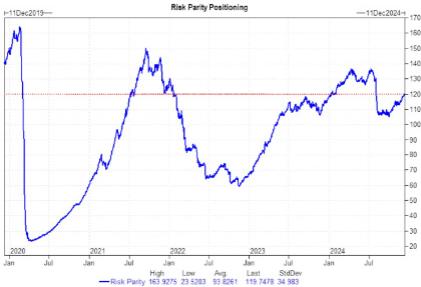 Risk Parity Positioning
11Dec2019
11Dec2024
170
160
150
140
130
120
110
100
90
80
70
60
50
40
30
20
2020 2021 2022 2023 2024
Jan Jul Jan Jul Jan Jul Jan Jul Jan Jul
High Low Avg. Last StdDev
Risk Parity 163.9275 23.5283 93.8261 119.7478 34.983